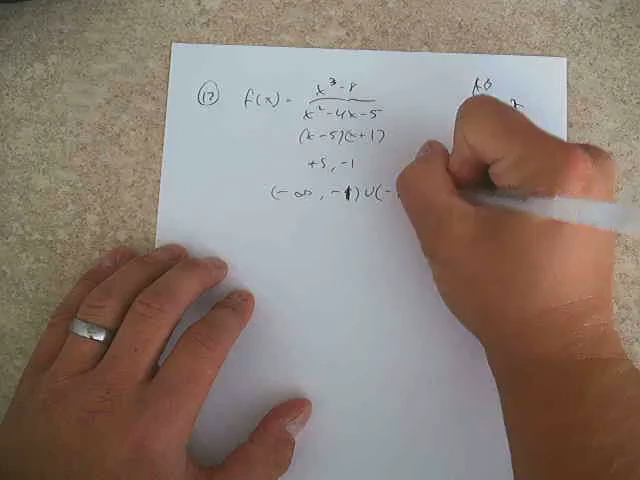 12 f(x) = x³-8
x²-4x-5
(x-5)(x+1)
+5, -1
(-∞, -1)∪(-